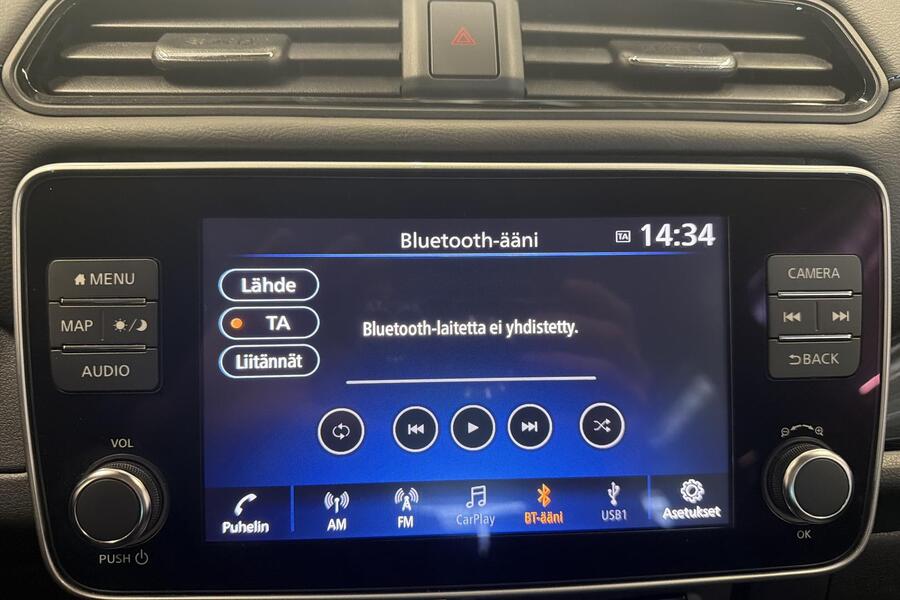 Bluetooth-ääni
TA
14:34
MENU
Lähde
CAMERA
MAP
TA
Bluetooth-laitetta ei yhdistetty.
AUDIO
Liitännät
BACK
VOL
Puhelin
AM
FM
CarPlay
BT-ääni
USB1
Asetukset
PUSH
OK